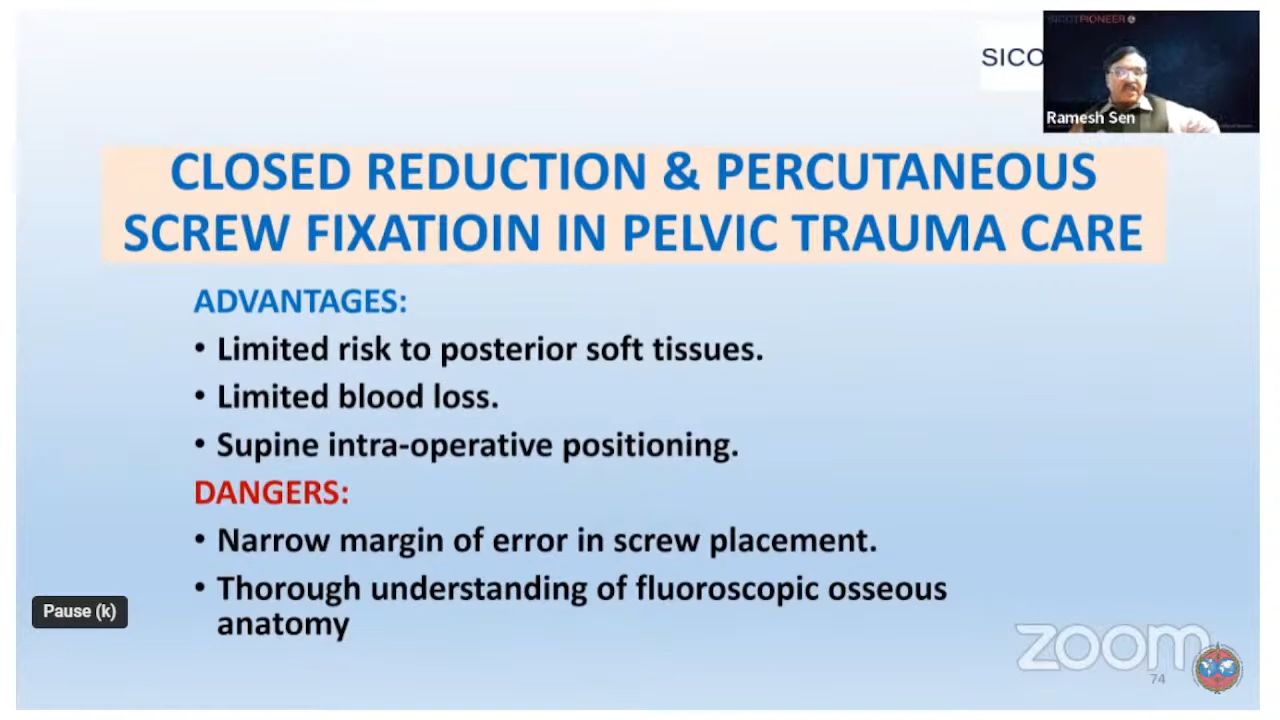 SICOTPIONEER
SICO
Ramesh Sen
CLOSED REDUCTION & PERCUTANEOUS
SCREW FIXATIOIN IN PELVIC TRAUMA CARE
ADVANTAGES:
• Limited risk to posterior soft tissues.
• Limited blood loss.
• Supine intra-operative positioning.
DANGERS:
• Narrow margin of error in screw placement.
• Thorough understanding of fluoroscopic osseous
anatomy
Pause (k)
zoom
74